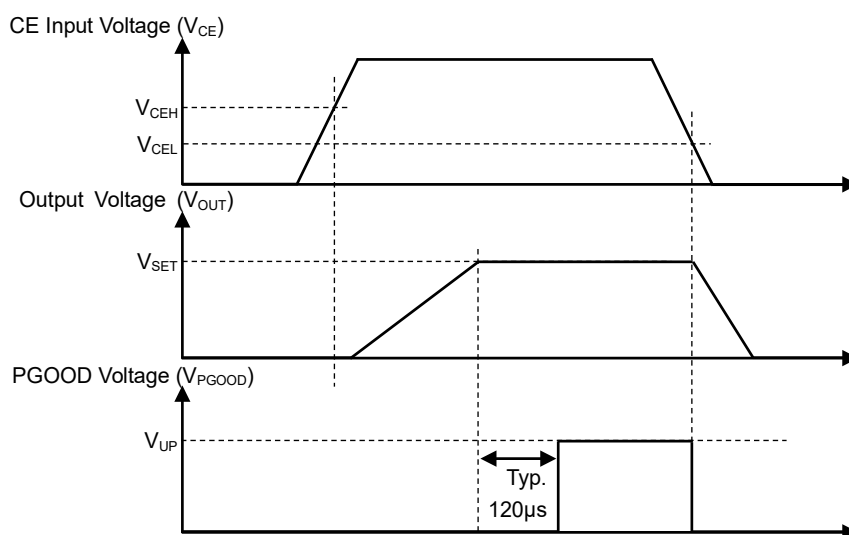 CE Input Voltage (VCE)
VCEH
VCEL
Output Voltage (VOUT)
VSET
PGOOD Voltage (VPGOOD)
VUP
Typ.
120µs